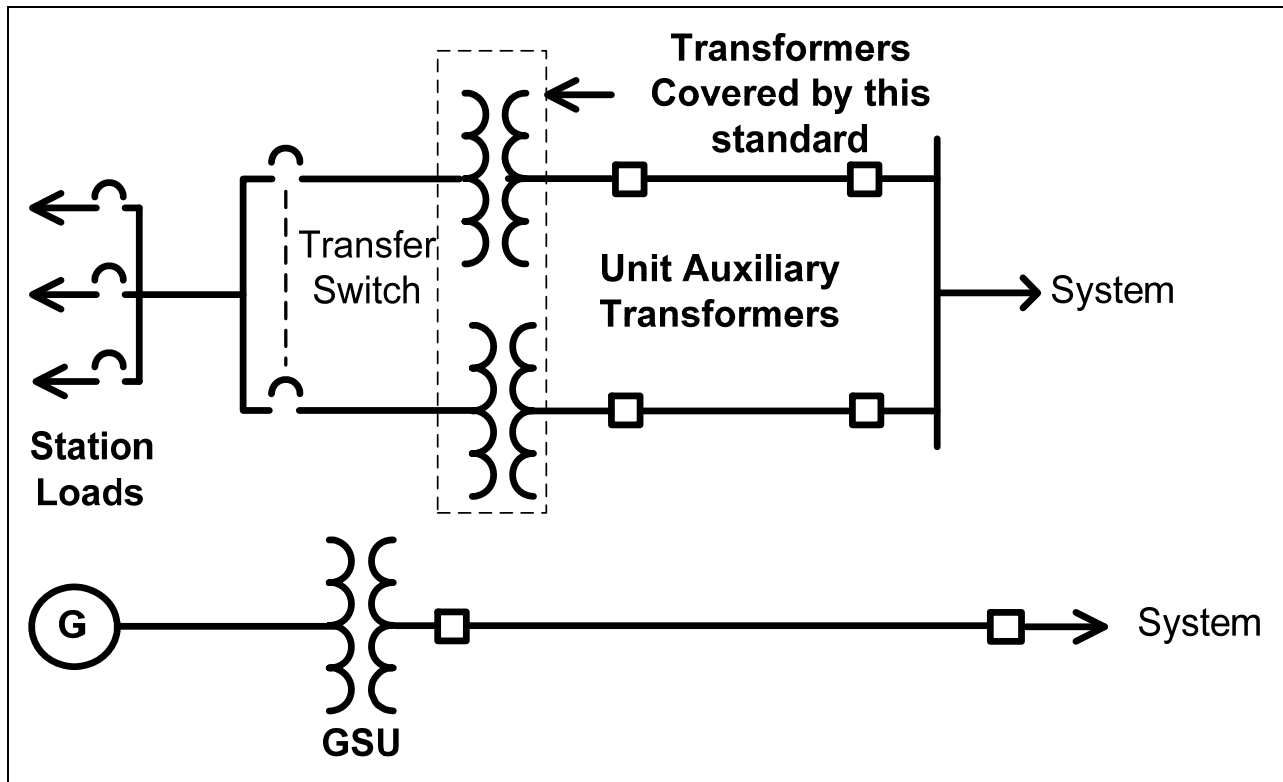 Transformers
Covered by this
standard
Transfer
Switch
Unit Auxiliary
Transformers
System
Station
Loads
G
System
GSU